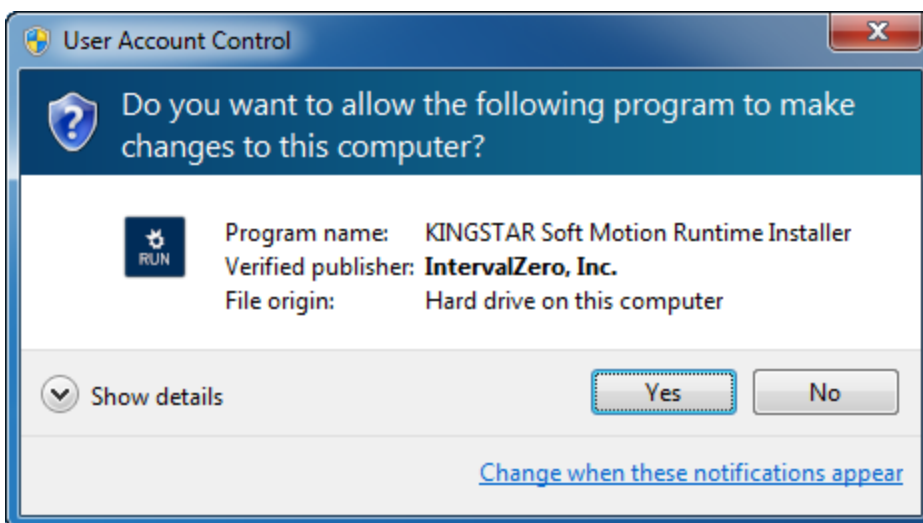 User Account Control
Do you want to allow the following program to make
changes to this computer?
RUN
Program name: KINGSTAR Soft Motion Runtime Installer
Verified publisher: IntervalZero, Inc.
File origin: Hard drive on this computer
Show details
Yes
No
Change when these notifications appear